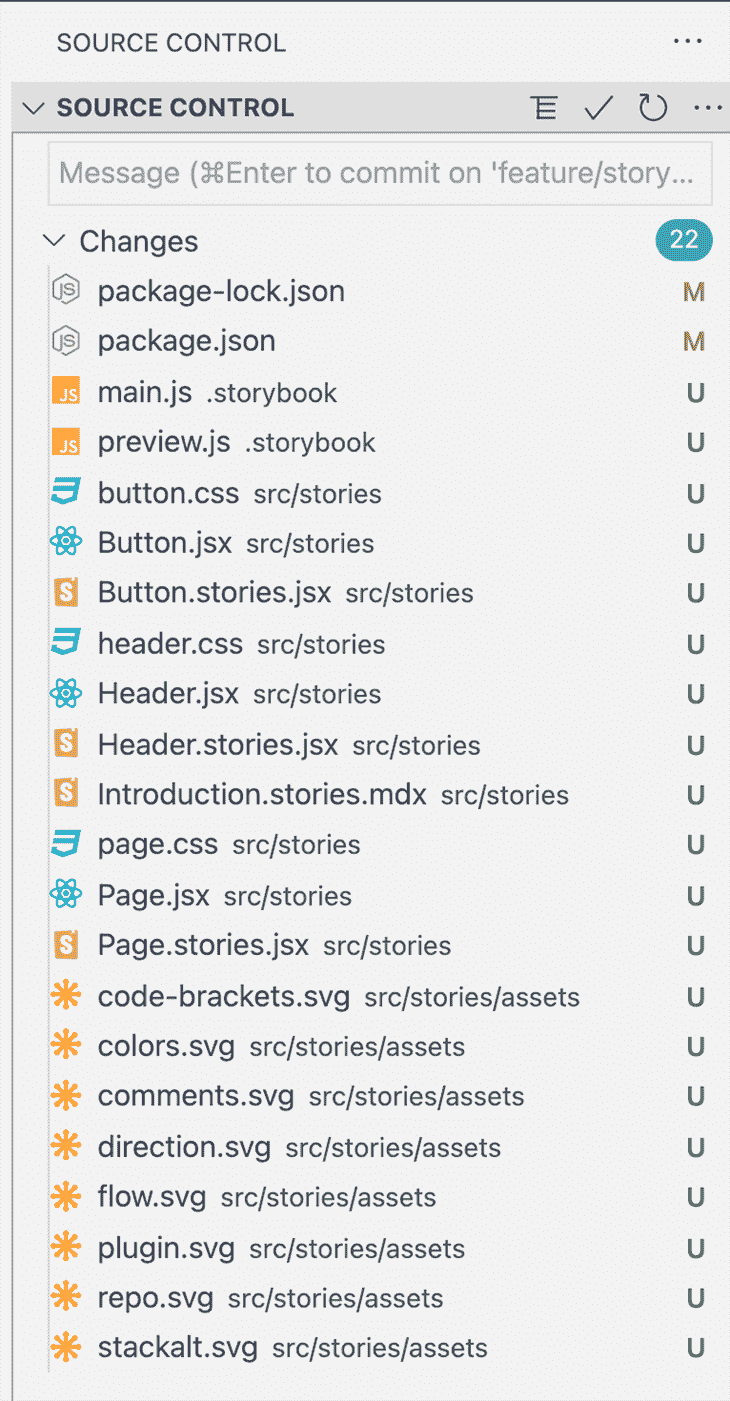 SOURCE CONTROL ...
SOURCE CONTROL ...
Message (⌘Enter to commit on 'feature/story...
Changes 22
JS package-lock.json M
JS package.json M
JS main.js .storybook U
JS preview.js .storybook U
button.css src/stories U
Button.jsx src/stories U
S Button.stories.jsx src/stories U
header.css src/stories U
Header.jsx src/stories U
S Header.stories.jsx src/stories U
S Introduction.stories.mdx src/stories U
page.css src/stories U
Page.jsx src/stories U
S Page.stories.jsx src/stories U
code-brackets.svg src/stories/assets U
colors.svg src/stories/assets U
comments.svg src/stories/assets U
direction.svg src/stories/assets U
flow.svg src/stories/assets U
plugin.svg src/stories/assets U
repo.svg src/stories/assets U
stackalt.svg src/stories/assets U